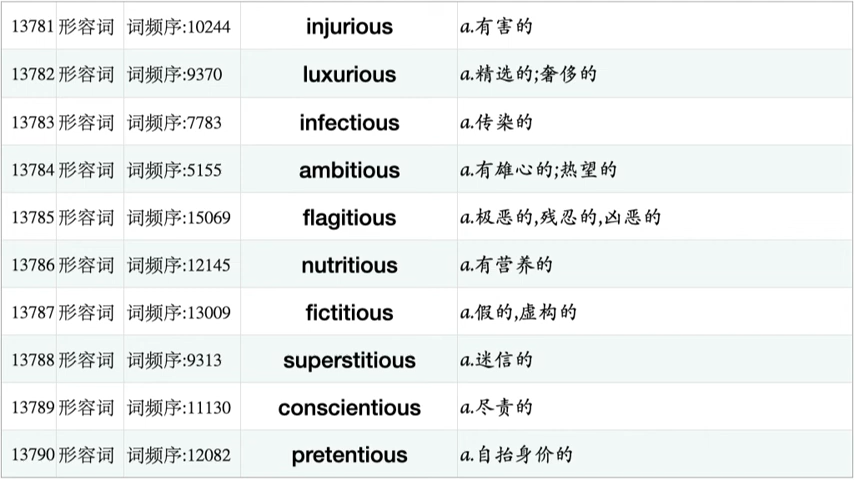 13781 形容词 词频序:10244 injurious a.有害的
13782 形容词 词频序:9370 luxurious a.精选的;奢侈的
13783 形容词 词频序:7783 infectious a.传染的
13784 形容词 词频序:5155 ambitious a.有雄心的;热望的
13785 形容词 词频序:15069 flagitious a.极恶的,残忍的,凶恶的
13786 形容词 词频序:12145 nutritious a.有营养的
13787 形容词 词频序:13009 fictitious a.假的,虚构的
13788 形容词 词频序:9313 superstitious a.迷信的
13789 形容词 词频序:11130 conscientious a.尽责的
13790 形容词 词频序:12082 pretentious a.自抬身价的